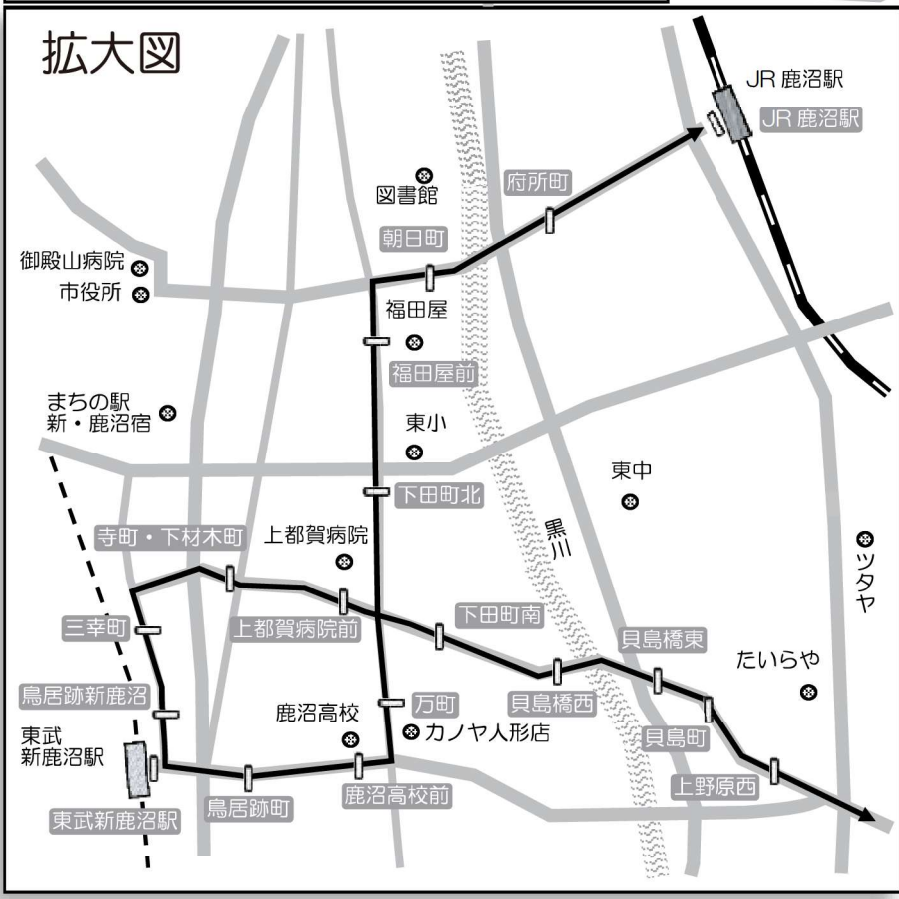 拡大図
JR 鹿沼駅
JR 鹿沼駅
府所町
図書館
朝日町
御殿山病院
市役所
福田屋
福田屋前
まちの駅
新・鹿沼宿
東小
東中
下田町北
黒川
寺町・下材木町
上都賀病院
ツタヤ
三幸町
上都賀病院前
下田町南
貝島橋東
たいらや
鳥居跡新鹿沼
鹿沼高校
万町
貝島橋西
カノヤ人形店
貝島町
東武
新鹿沼駅
上野原西
東武新鹿沼駅
鳥居跡町
鹿沼高校前